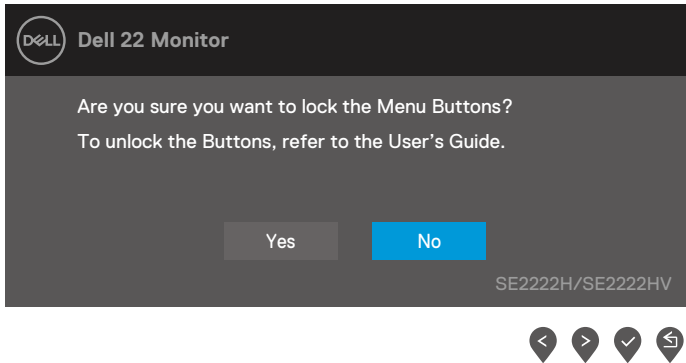 DELL
Dell 22 Monitor
Are you sure you want to lock the Menu Buttons?
To unlock the Buttons, refer to the User’s Guide.
Yes No
SE2222H/SE2222HV